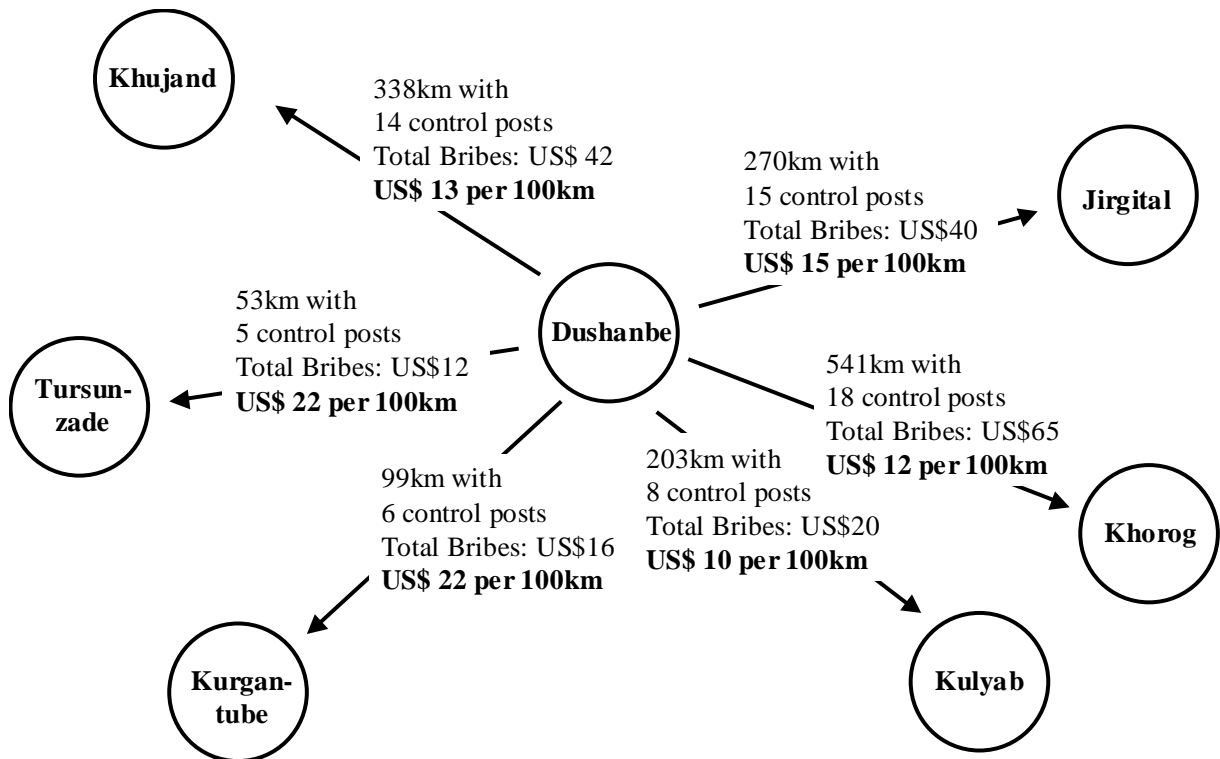 Khujand
338km with
14 control posts
Total Bribes: US$ 42
US$ 13 per 100km
270km with
15 control posts
Total Bribes: US$40
US$ 15 per 100km
Jirgital
53km with
5 control posts
Total Bribes: US$12
US$ 22 per 100km
Tursun-
zade
Dushanbe
541km with
18 control posts
Total Bribes: US$65
US$ 12 per 100km
Khorog
99km with
6 control posts
Total Bribes: US$16
US$ 22 per 100km
Kurgan-
tube
203km with
8 control posts
Total Bribes: US$20
US$ 10 per 100km
Kulyab